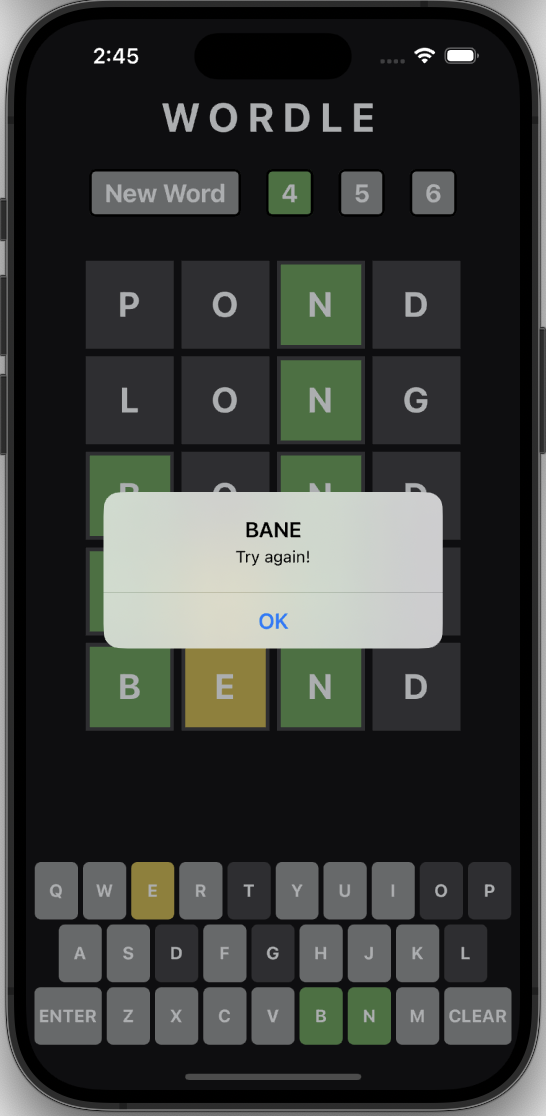 2:45
WORDLE
New Word 4 5 6
P O N D
L O N G
B O N D
BANE
Try again!
OK
B E N D
Q W E R T Y U I O P
A S D F G H J K L
ENTER Z X C V B N M CLEAR